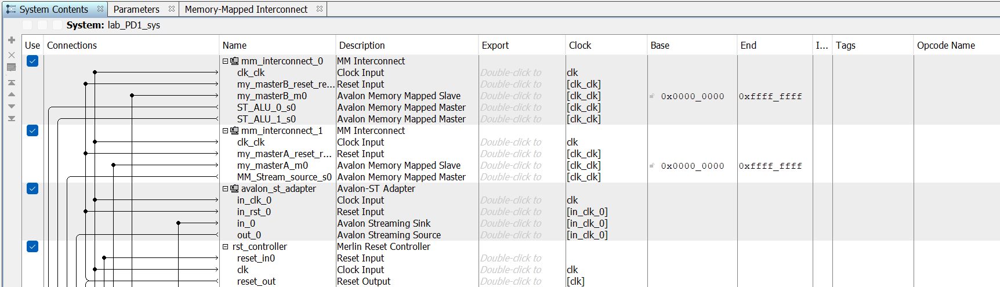 System Contents Parameters Memory-Mapped Interconnect
System: lab_PD1_sys
Use Connections Name Description Export Clock Base End I... Tags Opcode Name
mm_interconnect_0 MM Interconnect
clk_clk Clock Input Double-click to clk
my_masterB_reset_re... Reset Input Double-click to [clk_clk]
my_masterB_m0 Avalon Memory Mapped Slave Double-click to [clk_clk] 0x0000_0000 0xffff_ffff
ST_ALU_0_s0 Avalon Memory Mapped Master Double-click to [clk_clk]
ST_ALU_1_s0 Avalon Memory Mapped Master Double-click to [clk_clk]
mm_interconnect_1 MM Interconnect
clk_clk Clock Input Double-click to clk
my_masterA_reset_r... Reset Input Double-click to [clk_clk]
my_masterA_m0 Avalon Memory Mapped Slave Double-click to [clk_clk] 0x0000_0000 0xffff_ffff
MM_Stream_source_s0 Avalon Memory Mapped Master Double-click to [clk_clk]
avalon_st_adapter Avalon-ST Adapter
in_clk_0 Clock Input Double-click to clk
in_rst_0 Reset Input Double-click to [in_clk_0]
in_0 Avalon Streaming Sink Double-click to [in_clk_0]
out_0 Avalon Streaming Source Double-click to [in_clk_0]
rst_controller Merlin Reset Controller
reset_in0 Reset Input Double-click to
clk Clock Input Double-click to clk
reset_out Reset Output Double-click to [clk]